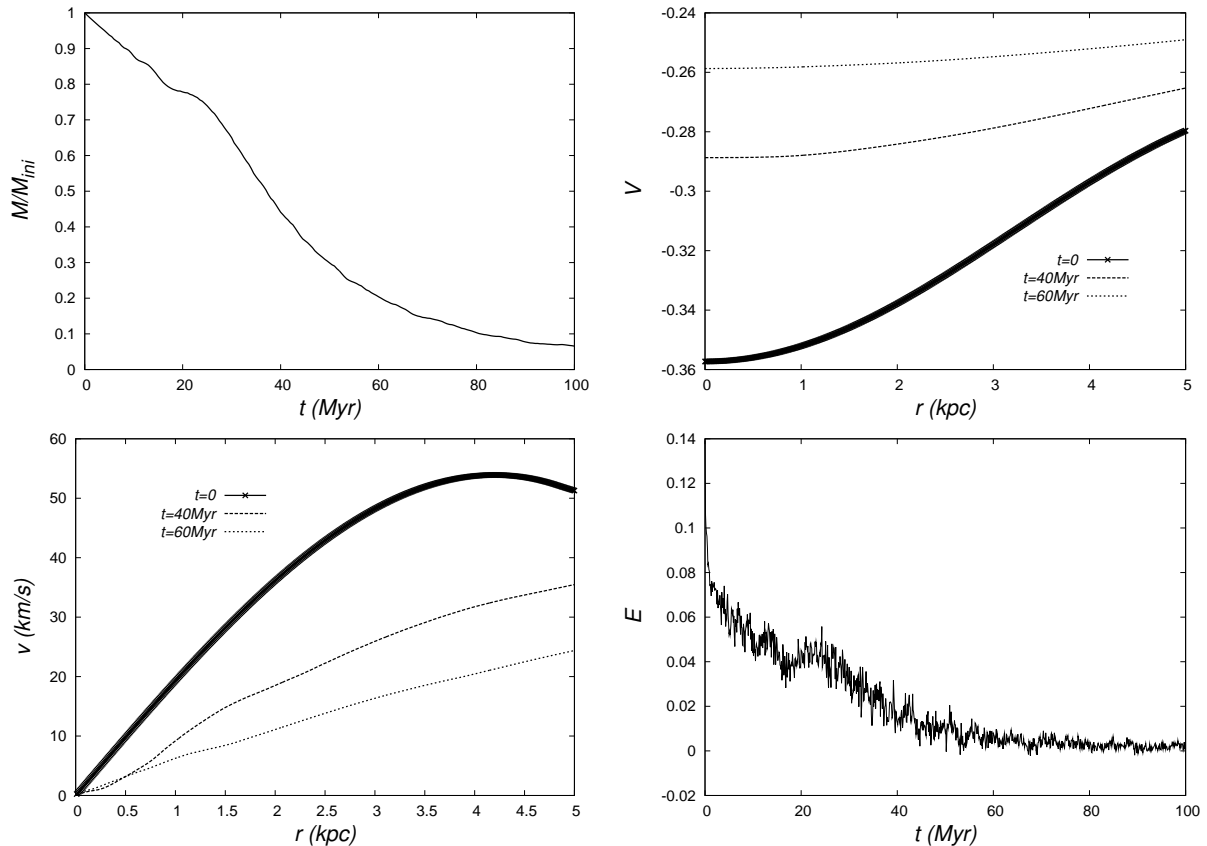 1
0.9
0.8
0.7
0.6
0.5
0.4
0.3
0.2
0.1
0
M/M_ini
0 20 40 60 80 100
t (Myr)
-0.24
-0.26
-0.28
-0.3
-0.32
-0.34
-0.36
V
t=0
t=40Myr
t=60Myr
0 1 2 3 4 5
r (kpc)
60
50
40
30
20
10
0
v (km/s)
t=0
t=40Myr
t=60Myr
0 0.5 1 1.5 2 2.5 3 3.5 4 4.5 5
r (kpc)
0.14
0.12
0.1
0.08
0.06
0.04
0.02
0
-0.02
E
0 20 40 60 80 100
t (Myr)